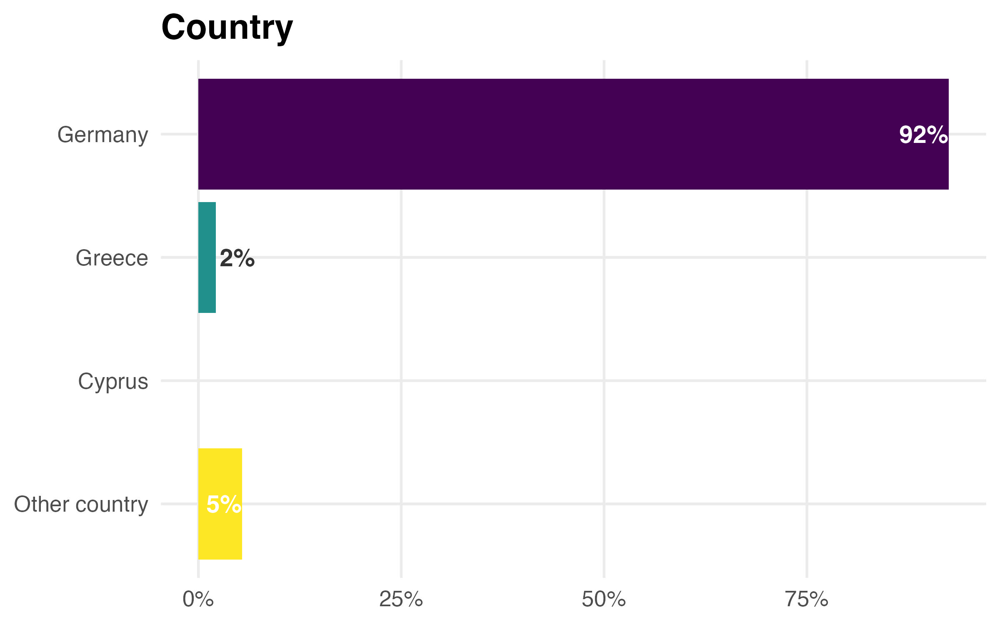 Country
Germany
92%
Greece
2%
Cyprus
Other country
5%
0% 25% 50% 75%